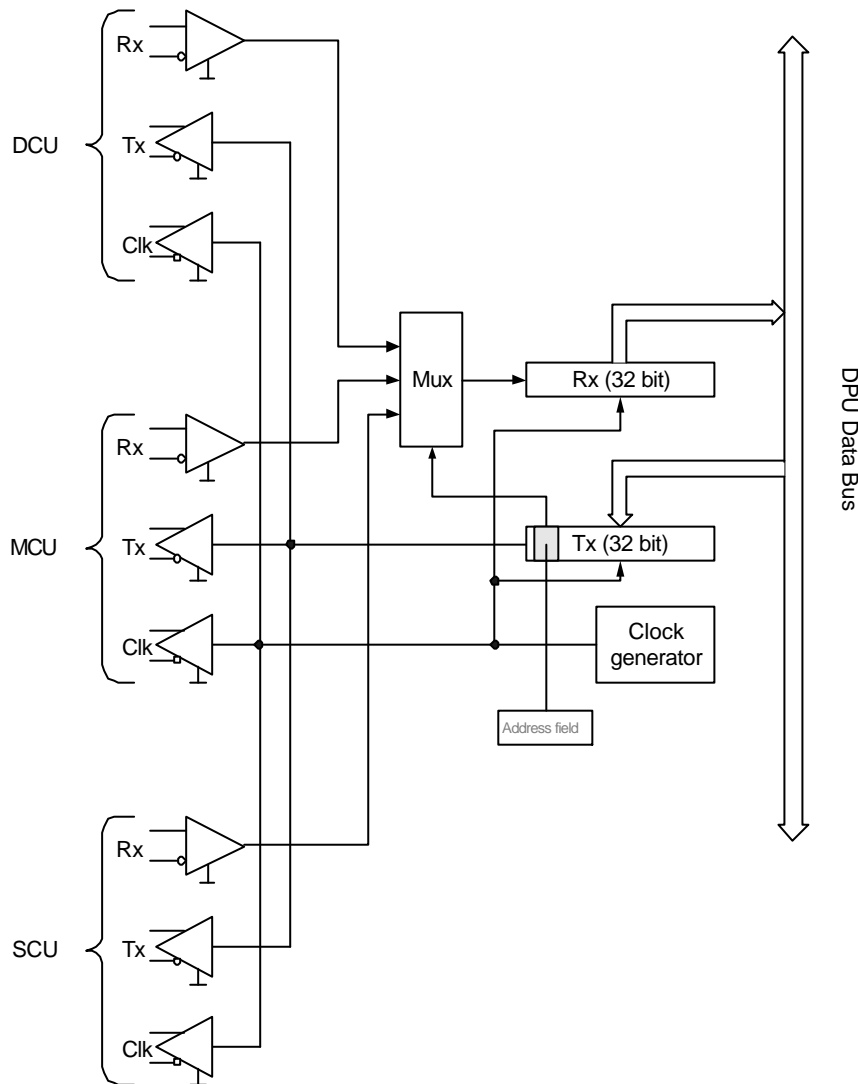 Rx
DCU
Tx
Clk
Mux
Rx (32 bit)
DPU Data Bus
Rx
MCU
Tx
Tx (32 bit)
Clk
Clock
generator
Address field
Rx
SCU
Tx
Clk